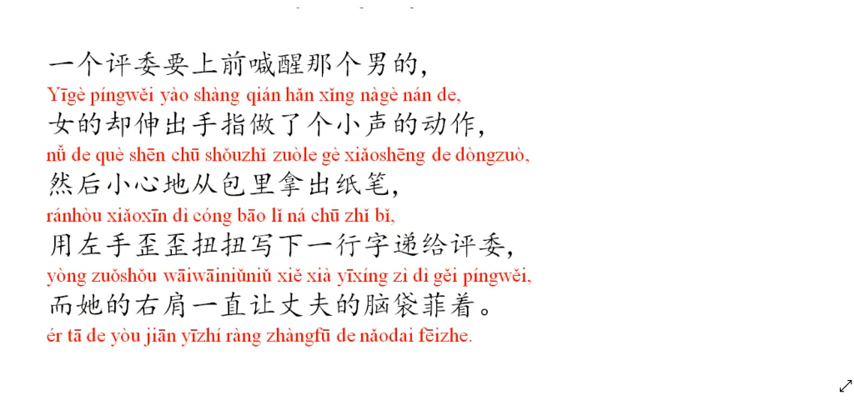 一个评委要上前喊醒那个男的，
Yīgè píngwěi yào shàng qián hǎn xǐng nàgè nán de,
女的却伸出手指做了个小声的动作，
nǚ de què shēn chū shǒuzhǐ zuòle gè xiǎoshēng de dòngzuò,
然后小心地从包里拿出纸笔，
ránhòu xiǎoxīn dì cóng bāo lǐ ná chū zhǐ bǐ,
用左手歪歪扭扭写下一行字递给评委，
yòng zuǒshǒu wāiwāiniǔniǔ xiě xià yīxíng zì dì gěi píngwěi,
而她的右肩一直让丈夫的脑袋菲着。
ér tā de yòu jiān yīzhí ràng zhàngfū de nǎodai fēizhe.